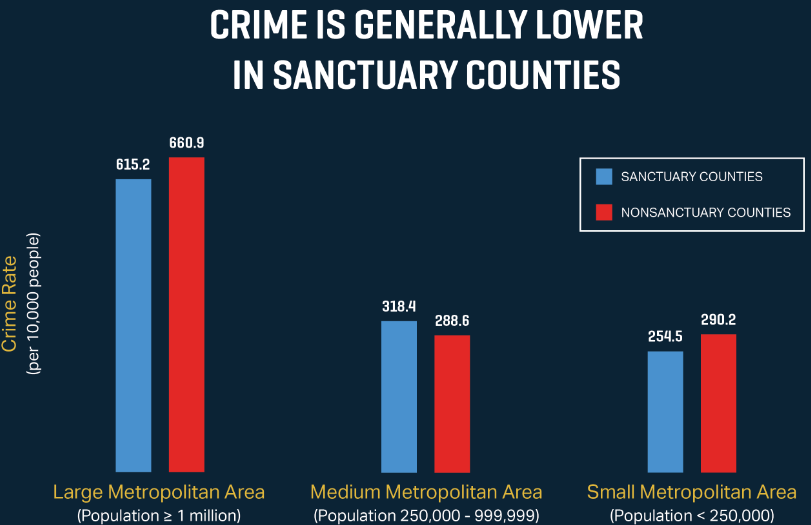 CRIME IS GENERALLY LOWER
IN SANCTUARY COUNTIES
660.9
615.2
SANCTUARY COUNTIES
NONSANCTUARY COUNTIES
318.4
288.6
254.5
290.2
Crime Rate
(per 10,000 people)
Large Metropolitan Area
(Population ≥ 1 million)
Medium Metropolitan Area
(Population 250,000 - 999,999)
Small Metropolitan Area
(Population < 250,000)